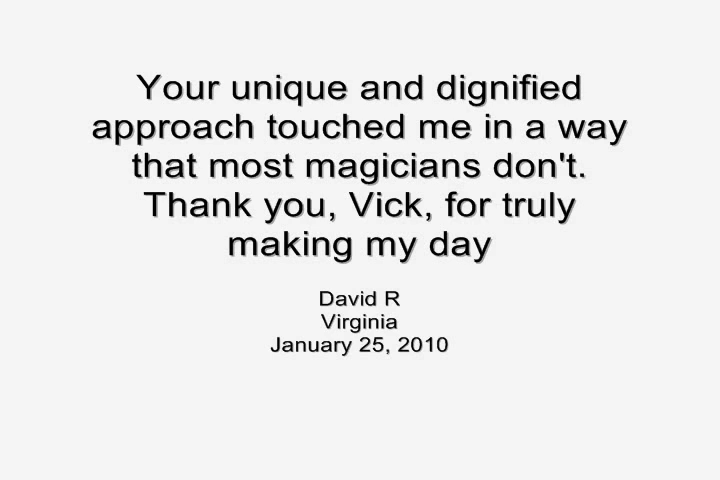 Your unique and dignified
approach touched me in a way
that most magicians don't.
Thank you, Vick, for truly
making my day
David R
Virginia
January 25, 2010